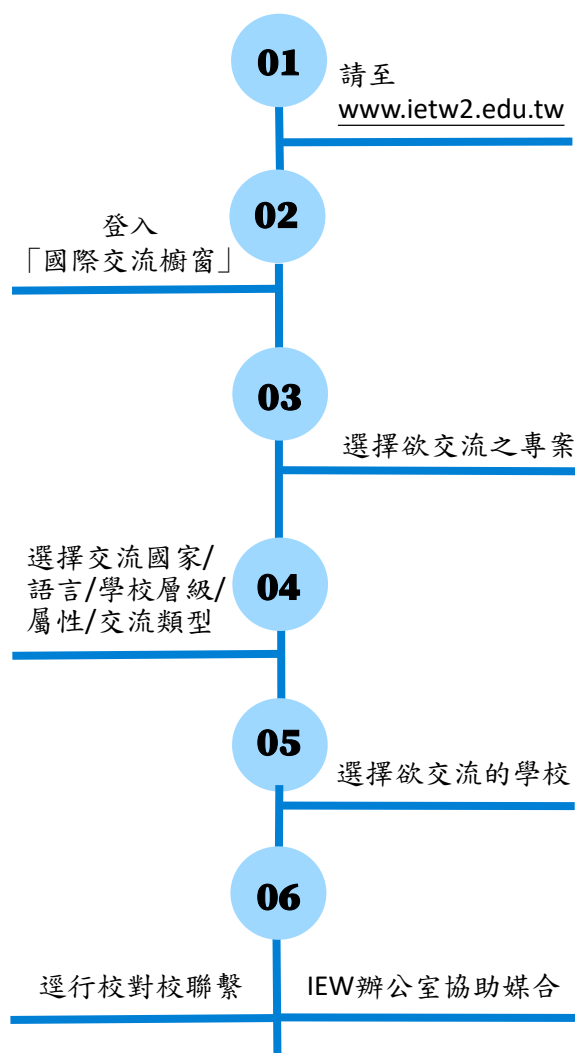 01
請至
www.ietw2.edu.tw
02
登入
「國際交流櫥窗」
03
選擇欲交流之專案
04
選擇交流國家/
語言/學校層級/
屬性/交流類型
05
選擇欲交流的學校
06
逕行校對校聯繫
IEW辦公室協助媒合